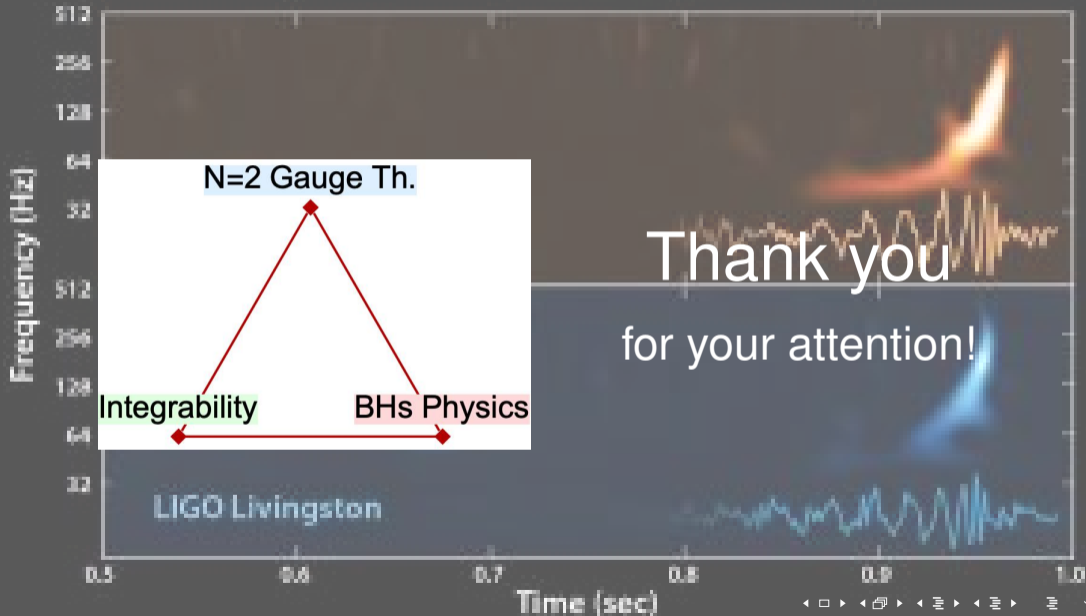 512
256
128
64
32
Frequency (Hz)
N=2 Gauge Th.
Integrability
BHs Physics
Thank you
for your attention!
512
256
128
64
32
LIGO Livingston
0.5 0.6 0.7 0.8 0.9 1.0
Time (sec)